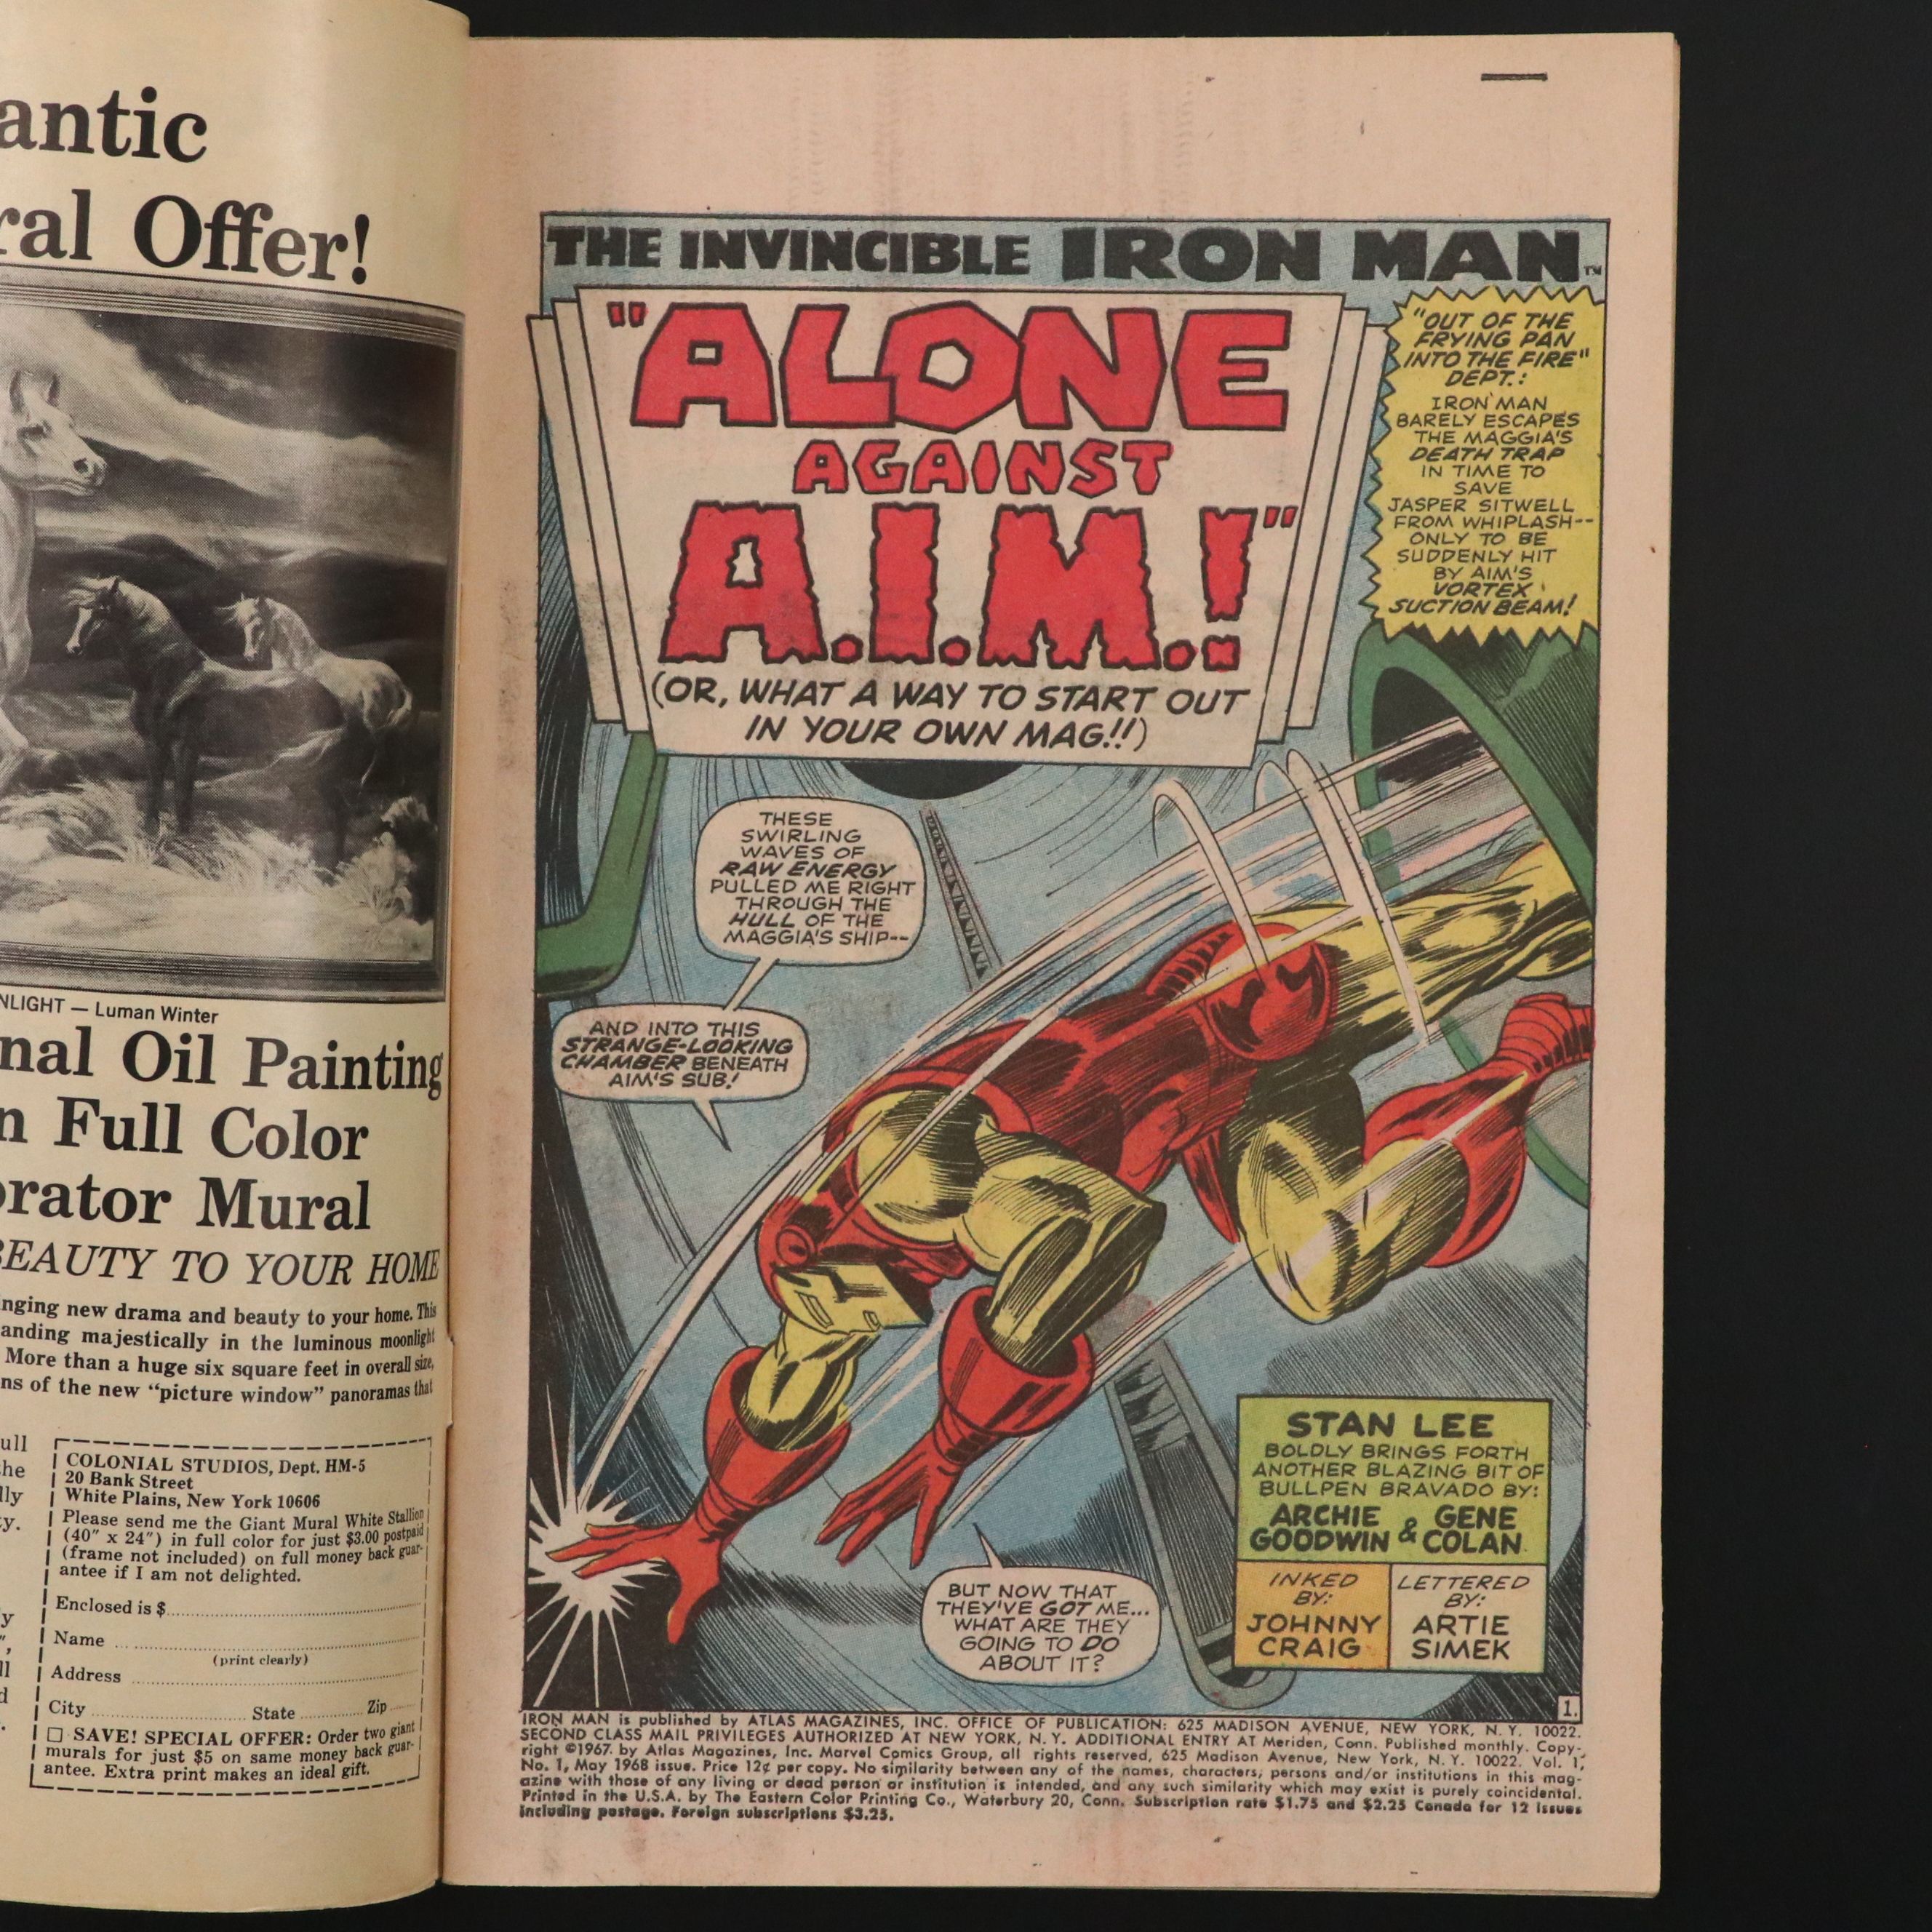 antic
ral Offer!
NLIGHT — Luman Winter
nal Oil Painting
n Full Color
orator Mural
BEAUTY TO YOUR HOME
nging new drama and beauty to your home. This
anding majestically in the luminous moonlight
More than a huge six square feet in overall size,
ns of the new "picture window" panoramas that
ull
the
lly
y.
y
",
ll
d
.
COLONIAL STUDIOS, Dept. HM-5
20 Bank Street
White Plains, New York 10606
Please send me the Giant Mural White Stallion
(40" x 24") in full color for just $3.00 postpaid
(frame not included) on full money back guar-
antee if I am not delighted.
Enclosed is $
Name
(print clearly)
Address
City State Zip
☐ SAVE! SPECIAL OFFER: Order two giant
murals for just $5 on same money back guar-
antee. Extra print makes an ideal gift.
THE INVINCIBLE IRON MAN™
"ALONE
AGAINST
A.I.M.!"
(OR, WHAT A WAY TO START OUT
IN YOUR OWN MAG!!)
"OUT OF THE
FRYING PAN
INTO THE FIRE"
DEPT.:
IRON MAN
BARELY ESCAPES
THE MAGGIA'S
DEATH TRAP
IN TIME TO
SAVE
JASPER SITWELL
FROM WHIPLASH--
ONLY TO BE
SUDDENLY HIT
BY AIM'S
VORTEX
SUCTION BEAM!
THESE
SWIRLING
WAVES OF
RAW ENERGY
PULLED ME RIGHT
THROUGH THE
HULL OF THE
MAGGIA'S SHIP--
AND INTO THIS
STRANGE-LOOKING
CHAMBER BENEATH
AIM'S SUB!
BUT NOW THAT
THEY'VE GOT ME...
WHAT ARE THEY
GOING TO DO
ABOUT IT?
STAN LEE
BOLDLY BRINGS FORTH
ANOTHER BLAZING BIT OF
BULLPEN BRAVADO BY:
ARCHIE GOODWIN & GENE COLAN
INKED
BY:
JOHNNY
CRAIG
LETTERED
BY:
ARTIE
SIMEK
1.
IRON MAN is published by ATLAS MAGAZINES, INC. OFFICE OF PUBLICATION: 625 MADISON AVENUE, NEW YORK, N.Y. 10022.
SECOND CLASS MAIL PRIVILEGES AUTHORIZED AT NEW YORK, N.Y. ADDITIONAL ENTRY AT Meriden, Conn. Published monthly. Copy-
right ©1967 by Atlas Magazines, Inc. Marvel Comics Group, all rights reserved, 625 Madison Avenue, New York, N.Y. 10022. Vol. 1,
No. 1, May 1968 issue. Price 12¢ per copy. No similarity between any of the names, characters, persons and/or institutions in this mag-
azine with those of any living or dead person or institution is intended, and any such similarity which may exist is purely coincidental.
Printed in the U.S.A. by The Eastern Color Printing Co., Waterbury 20, Conn. Subscription rate $1.75 and $2.25 Canada for 12 issues
including postage. Foreign subscriptions $3.25.